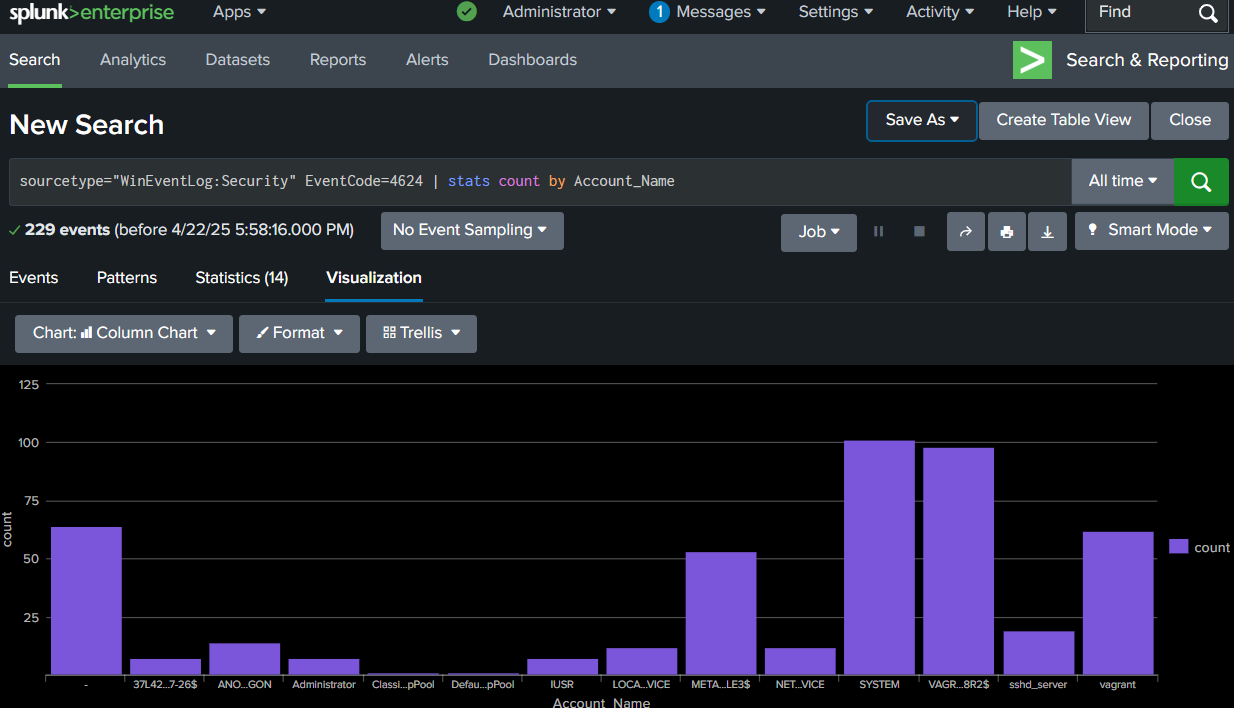 splunk>enterprise Apps Administrator 1 Messages Settings Activity Help Find
Search Analytics Datasets Reports Alerts Dashboards Search & Reporting
New Search Save As Create Table View Close
sourcetype="WinEventLog:Security" EventCode=4624 | stats count by Account_Name All time
229 events (before 4/22/25 5:58:16.000 PM) No Event Sampling Job Smart Mode
Events Patterns Statistics (14) Visualization
Chart: Column Chart Format Trellis
125
100
75
50
25
count
count
- 37L42...7-26$ ANO...GON Administrator Classi...pPool Defau...pPool IUSR LOCA...VICE META...LE3$ NET...VICE SYSTEM VAGR...8R2$ sshd_server vagrant
Account_Name